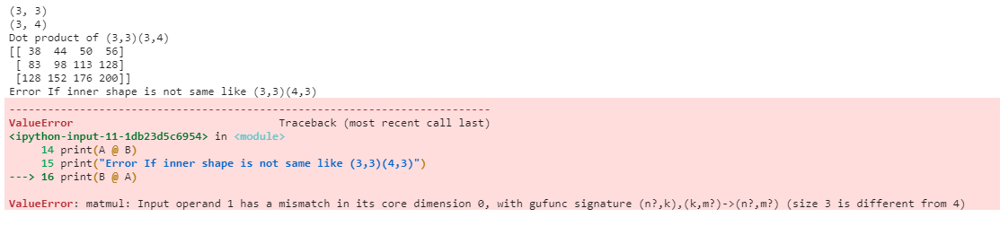 (3, 3)
(3, 4)
Dot product of (3,3)(3,4)
[[ 38  44  50  56]
 [ 83  98 113 128]
 [128 152 176 200]]
Error If inner shape is not same like (3,3)(4,3)
---------------------------------------------------------------------------
ValueError                                Traceback (most recent call last)
<ipython-input-11-1db23d5c6954> in <module>
     14 print(A @ B)
     15 print("Error If inner shape is not same like (3,3)(4,3)")
---> 16 print(B @ A)
ValueError: matmul: Input operand 1 has a mismatch in its core dimension 0, with gufunc signature (n?,k),(k,m?)->(n?,m?) (size 3 is different from 4)